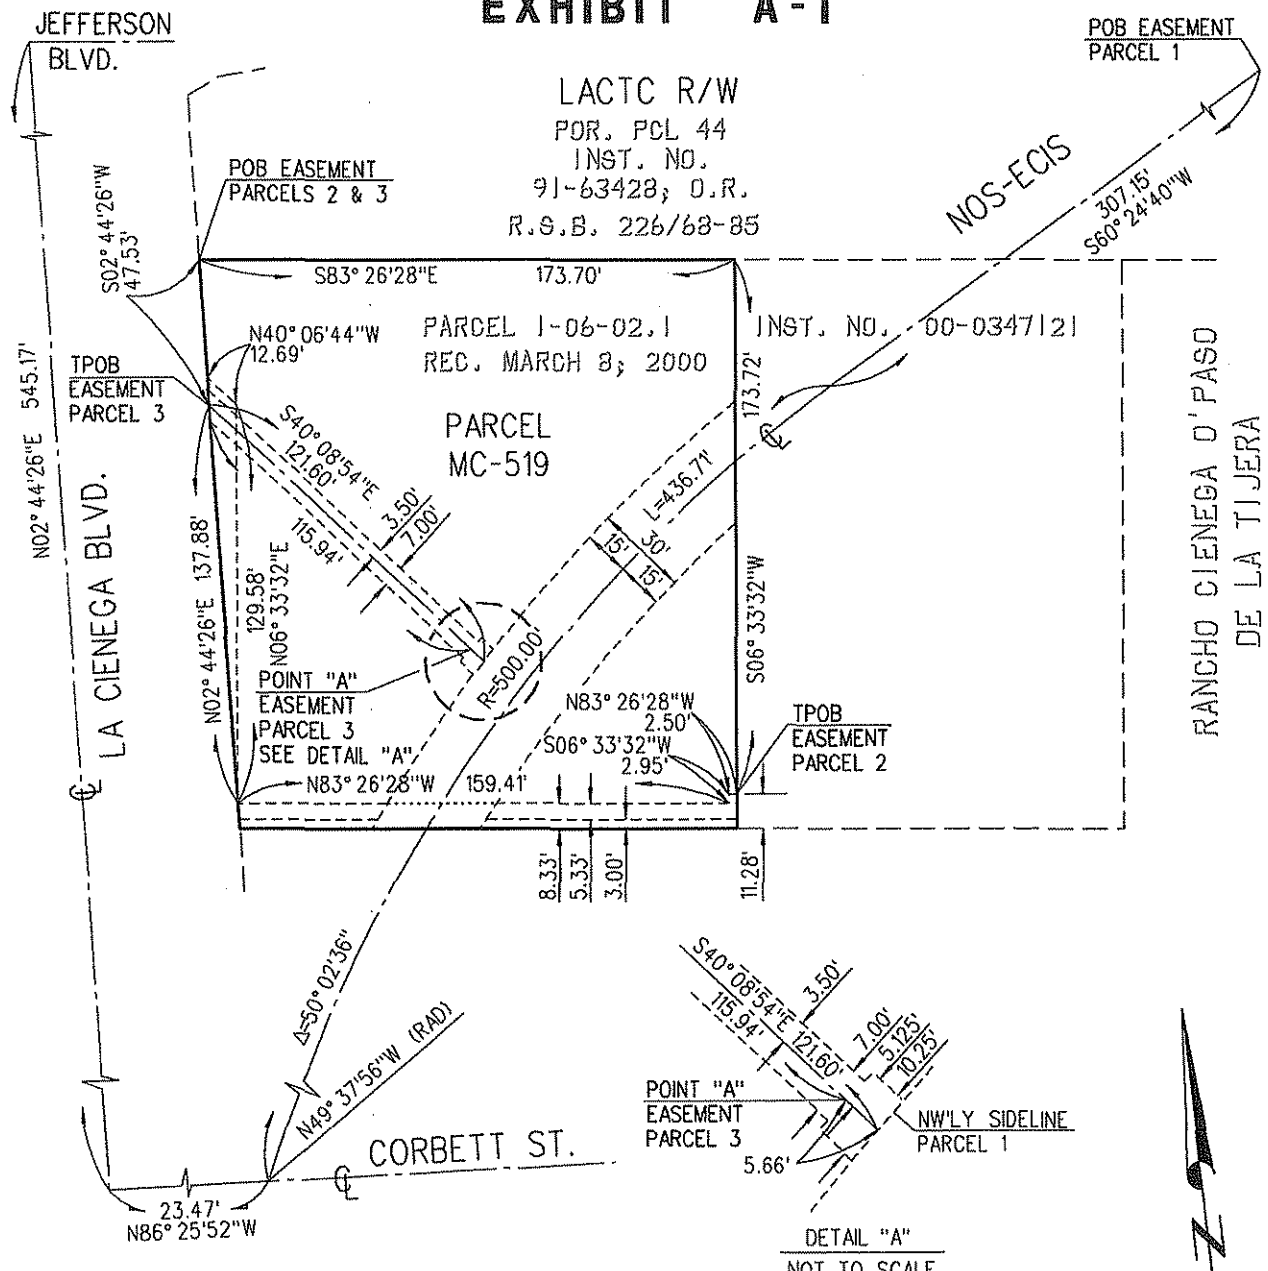 EXHIBIT A-1
JEFFERSON
BLVD.
POB EASEMENT
PARCEL 1
LACTC R/W
POR. PCL 44
INST. NO.
91-63428; O.R.
R.S.B. 226/68-85
NOS-ECIS
307.15'
S60°24'40"W
POB EASEMENT
PARCELS 2 & 3
S02°44'26"W
47.53'
S83°26'28"E 173.70'
N40°06'44"W
12.69'
PARCEL 1-06-02.1 INST. NO. 00-0347121
REC. MARCH 8; 2000
TPOB
EASEMENT
PARCEL 3
N02°44'26"E 545.17'
173.72'
S40°08'54"E
121.60'
PARCEL
MC-519
3.50'
7.00'
115.94'
L=436.71'
30'
15'
15'
LA CIENEGA BLVD.
N02°44'26"E 137.88'
129.58'
N06°33'32"E
S06°33'32"W
RANCHO CIENEGA O'PASO
DE LA TIJERA
POINT "A"
EASEMENT
PARCEL 3
SEE DETAIL "A"
R=500.00'
N83°26'28"W
2.50'
S06°33'32"W
2.95'
TPOB
EASEMENT
PARCEL 2
N83°26'28"W 159.41'
CL
8.33'
5.33'
3.00'
11.28'
Δ=50°02'36"
N49°37'56"W (RAD)
S40°08'54"E 121.60'
115.94'
3.50'
7.00'
5.125'
10.25'
POINT "A"
EASEMENT
PARCEL 3
5.66'
NW'LY SIDELINE
PARCEL 1
CL CORBETT ST.
23.47'
N86°25'52"W
DETAIL "A"
NOT TO SCALE
N